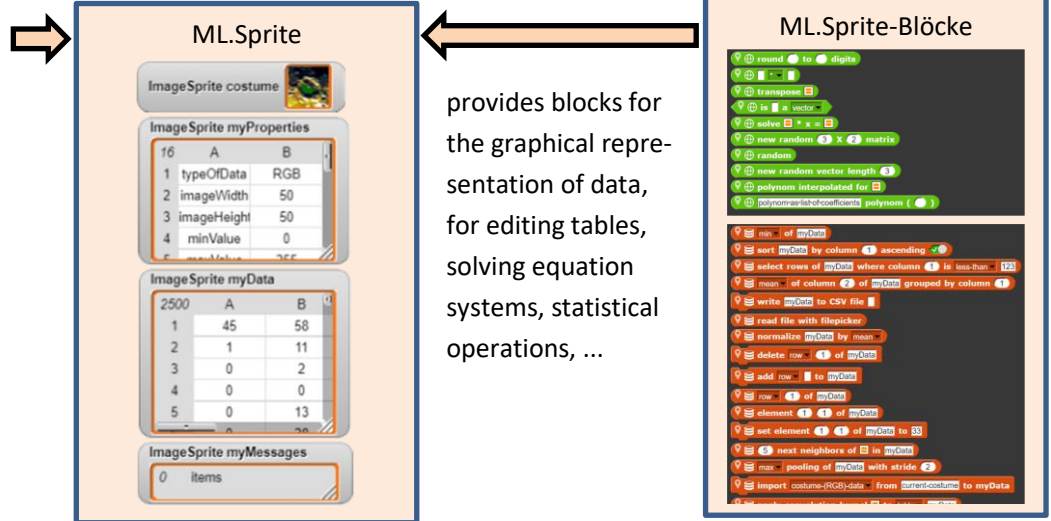 ML.Sprite
ImageSprite costume
ImageSprite myProperties
16 A B
1 typeOfData RGB
2 imageWidth 50
3 imageHeight 50
4 minValue 0
ImageSprite myData
2500 A B
1 45 58
2 1 11
3 0 2
4 0 0
5 0 13
ImageSprite myMessages
0 items
provides blocks for
the graphical repre-
sentation of data,
for editing tables,
solving equation
systems, statistical
operations, ...
ML.Sprite-Blöcke
round to digits
transpose
is a vector
solve * x =
new random 3 X 2 matrix
random
new random vector length 3
polynom interpolated for
polynom-as-list-of-coefficients polynom ( )
min of myData
sort myData by column 1 ascending
select rows of myData where column 1 is less-than 123
mean of column 2 of myData grouped by column 1
write myData to CSV file
read file with filepicker
normalize myData by mean
delete row 1 of myData
add row to myData
row 1 of myData
element 1 1 of myData
set element 1 1 of myData to 33
5 next neighbors of in myData
max pooling of myData with stride 2
import costume-(RGB)-data from current-costume to myData